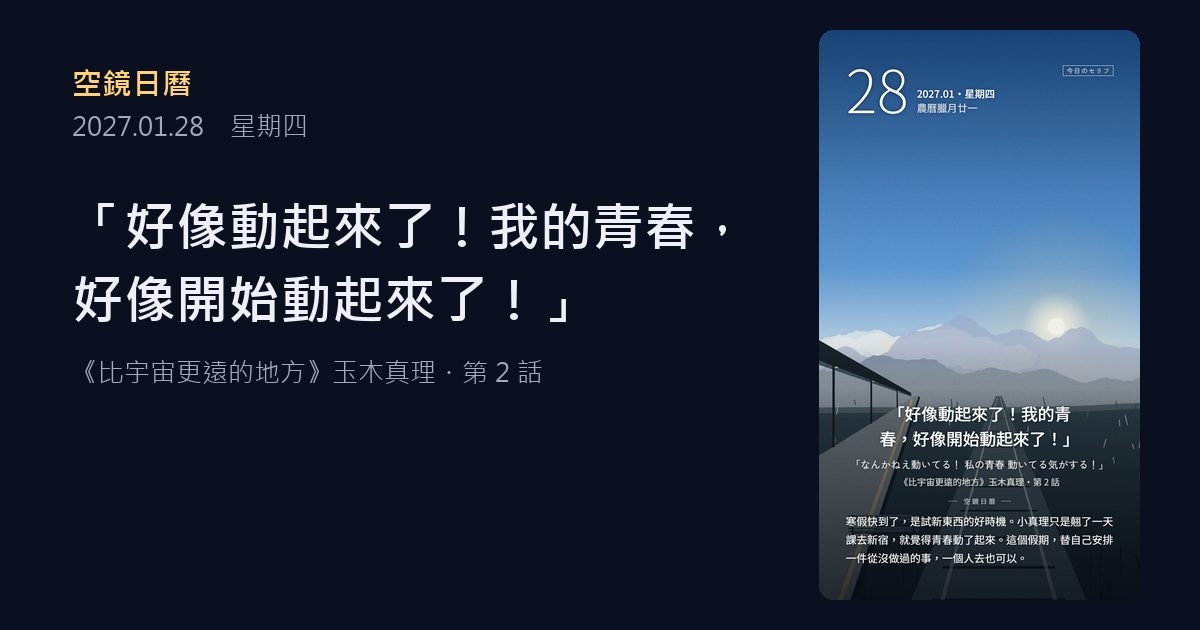 空鏡日曆
2027.01.28 星期四
「好像動起來了！我的青春，
好像開始動起來了！」
《比宇宙更遠的地方》玉木真理・第 2 話
28
2027.01・星期四
農曆臘月廿一
今日のセリフ
「好像動起來了！我的青
春，好像開始動起來了！」
「なんかねえ動いてる！ 私の青春 動いてる気がする！」
《比宇宙更遠的地方》玉木真理・第 2 話
— 空鏡日曆 —
寒假快到了，是試新東西的好時機。小真理只是翹了一天
課去新宿，就覺得青春動了起來。這個假期，替自己安排
一件從沒做過的事，一個人去也可以。